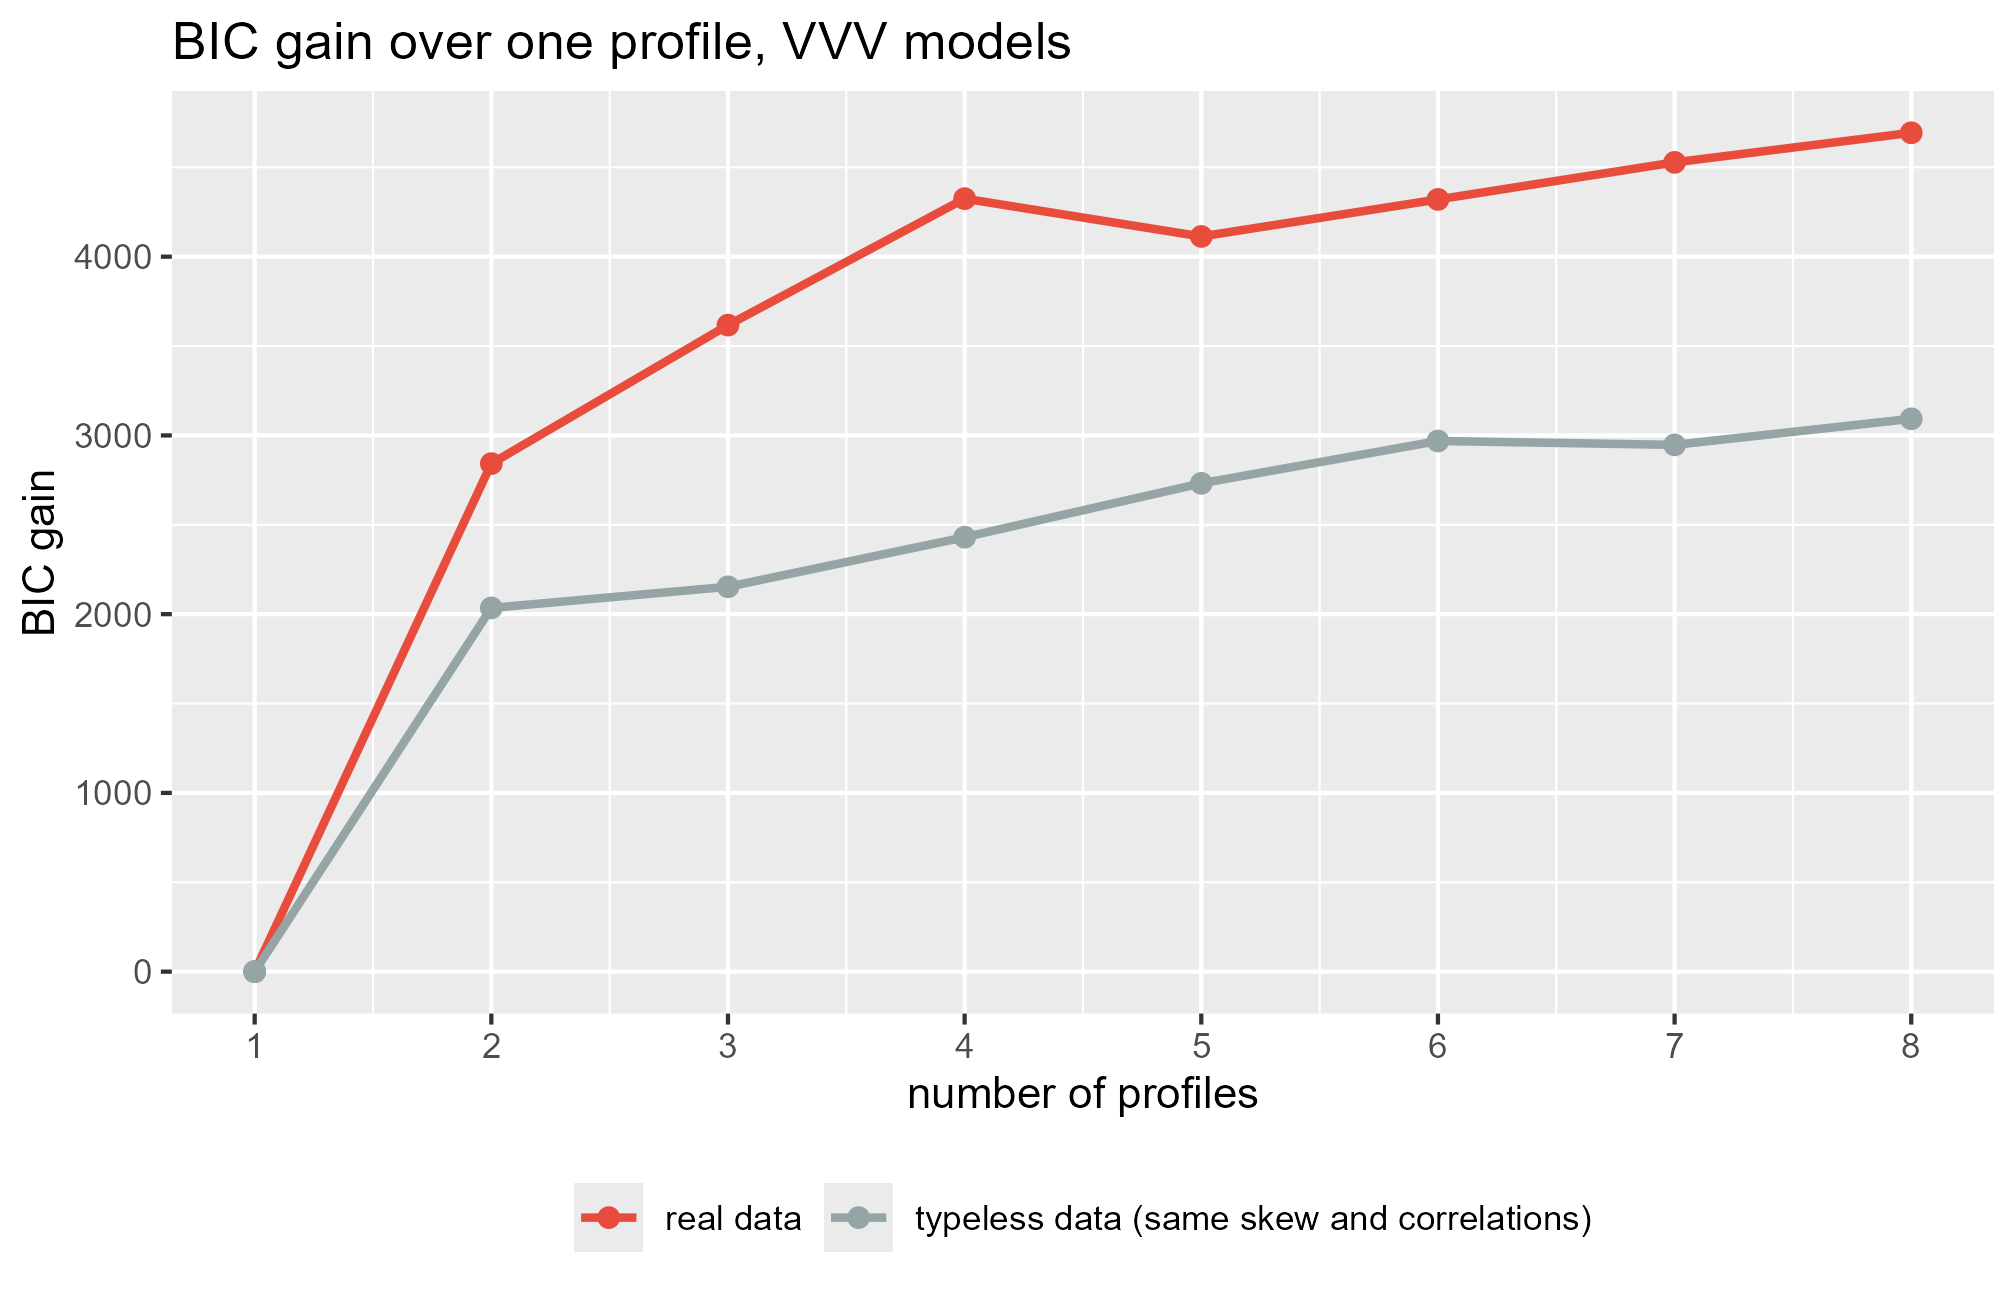 BIC gain over one profile, VVV models
BIC gain
4000
3000
2000
1000
0
1 2 3 4 5 6 7 8
number of profiles
real data typeless data (same skew and correlations)